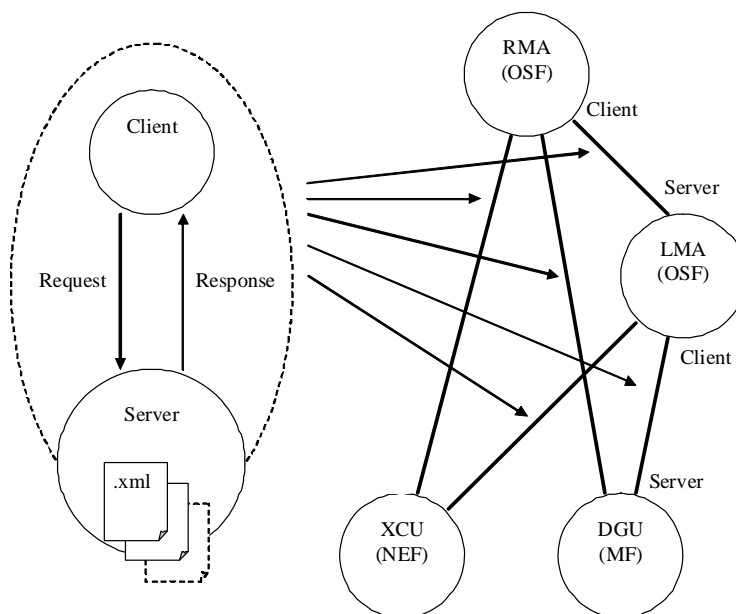 Client
Request
Response
Server
.xml
RMA
(OSF)
Client
Server
LMA
(OSF)
Client
Server
XCU
(NEF)
DGU
(MF)